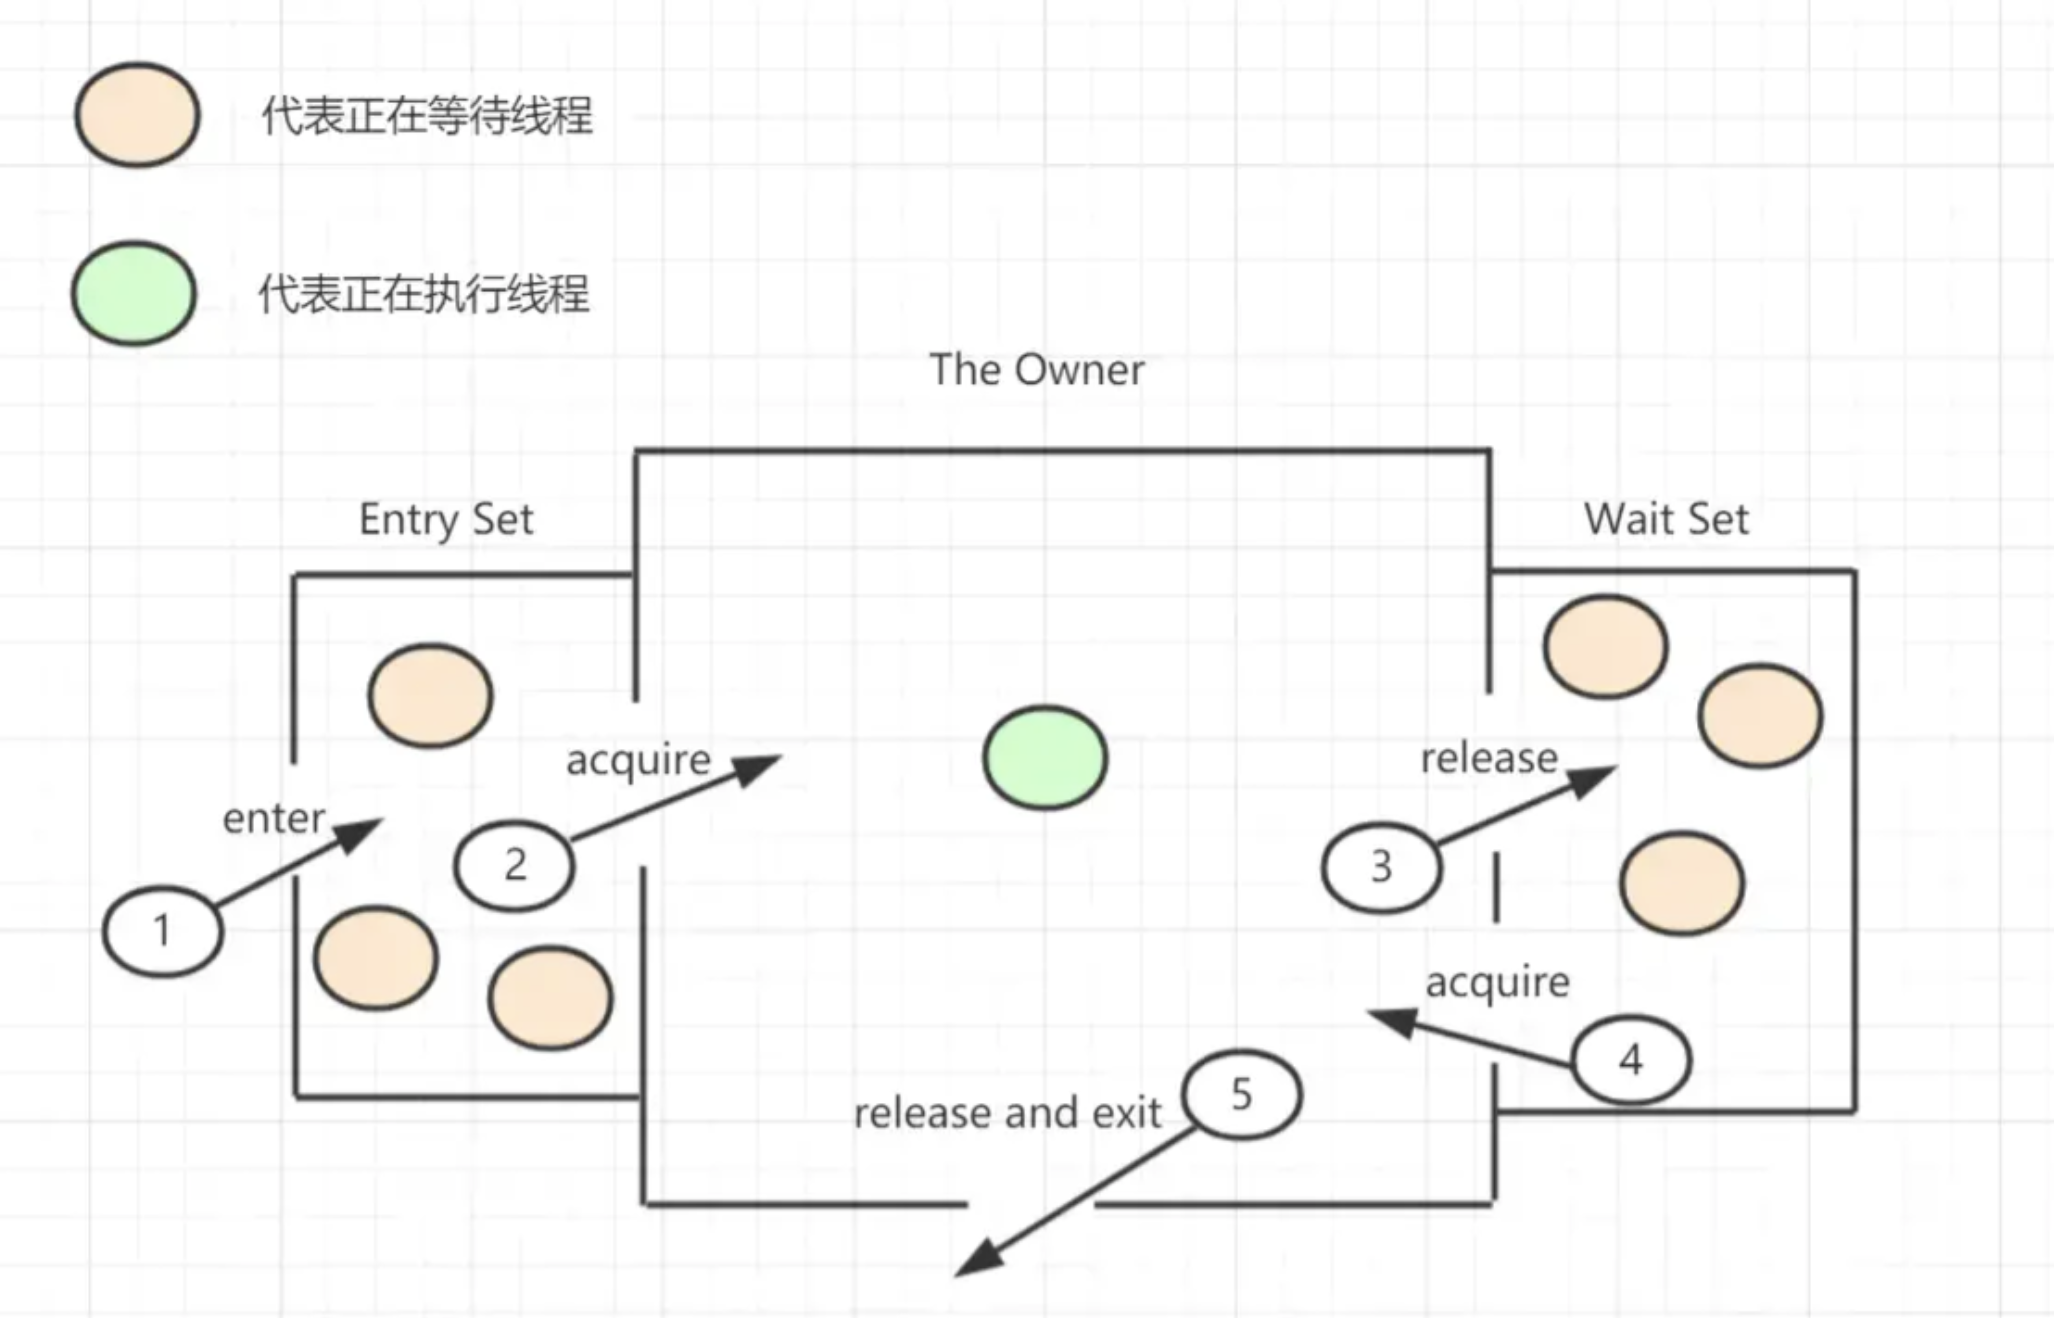 代表正在等待线程
代表正在执行线程
The Owner
Entry Set
Wait Set
acquire
release
enter
2
3
1
acquire
4
5
release and exit